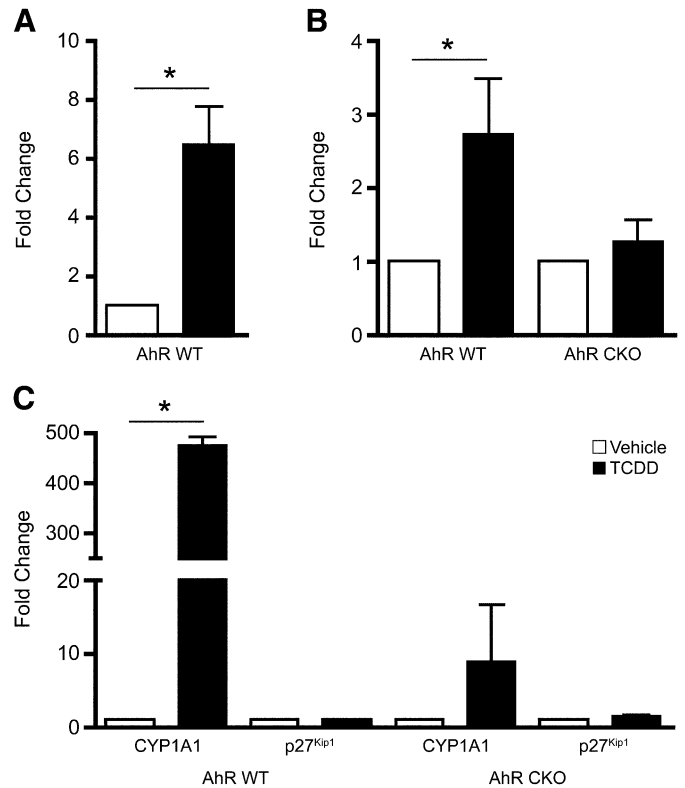 A
Fold Change
10
8
6
4
2
0
*
AhR WT
B
Fold Change
4
3
2
1
0
*
AhR WT AhR CKO
C
Fold Change
500
400
300
20
10
0
*
Vehicle
TCDD
CYP1A1 p27Kip1 CYP1A1 p27Kip1
AhR WT AhR CKO